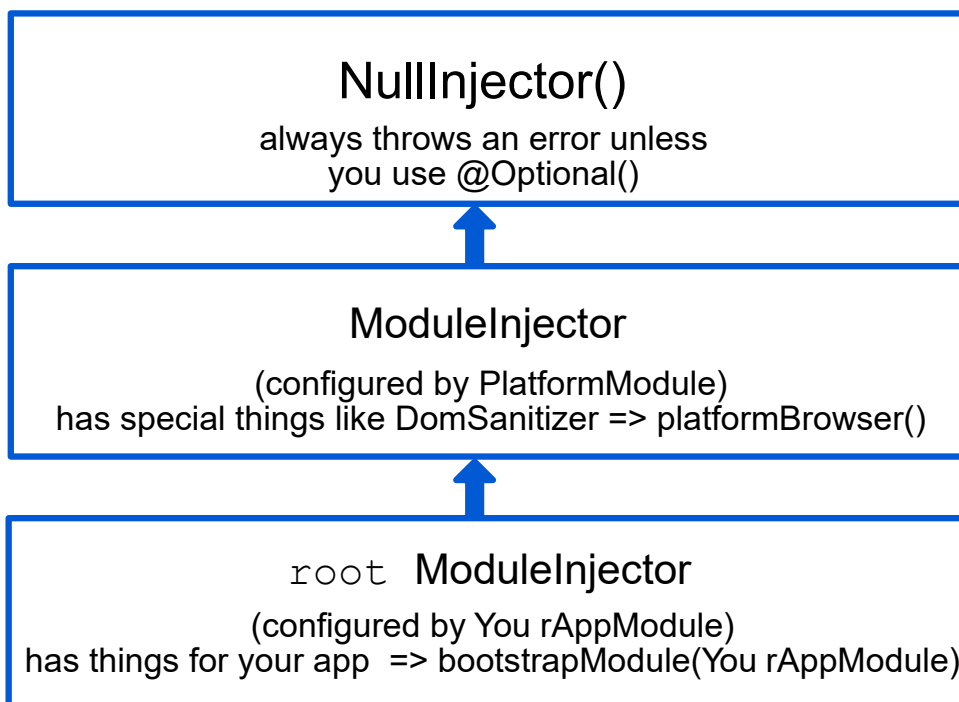 NullInjector()
always throws an error unless
you use @Optional()
ModuleInjector
(configured by PlatformModule)
has special things like DomSanitizer => platformBrowser()
root ModuleInjector
(configured by You rAppModule)
has things for your app => bootstrapModule(You rAppModule)